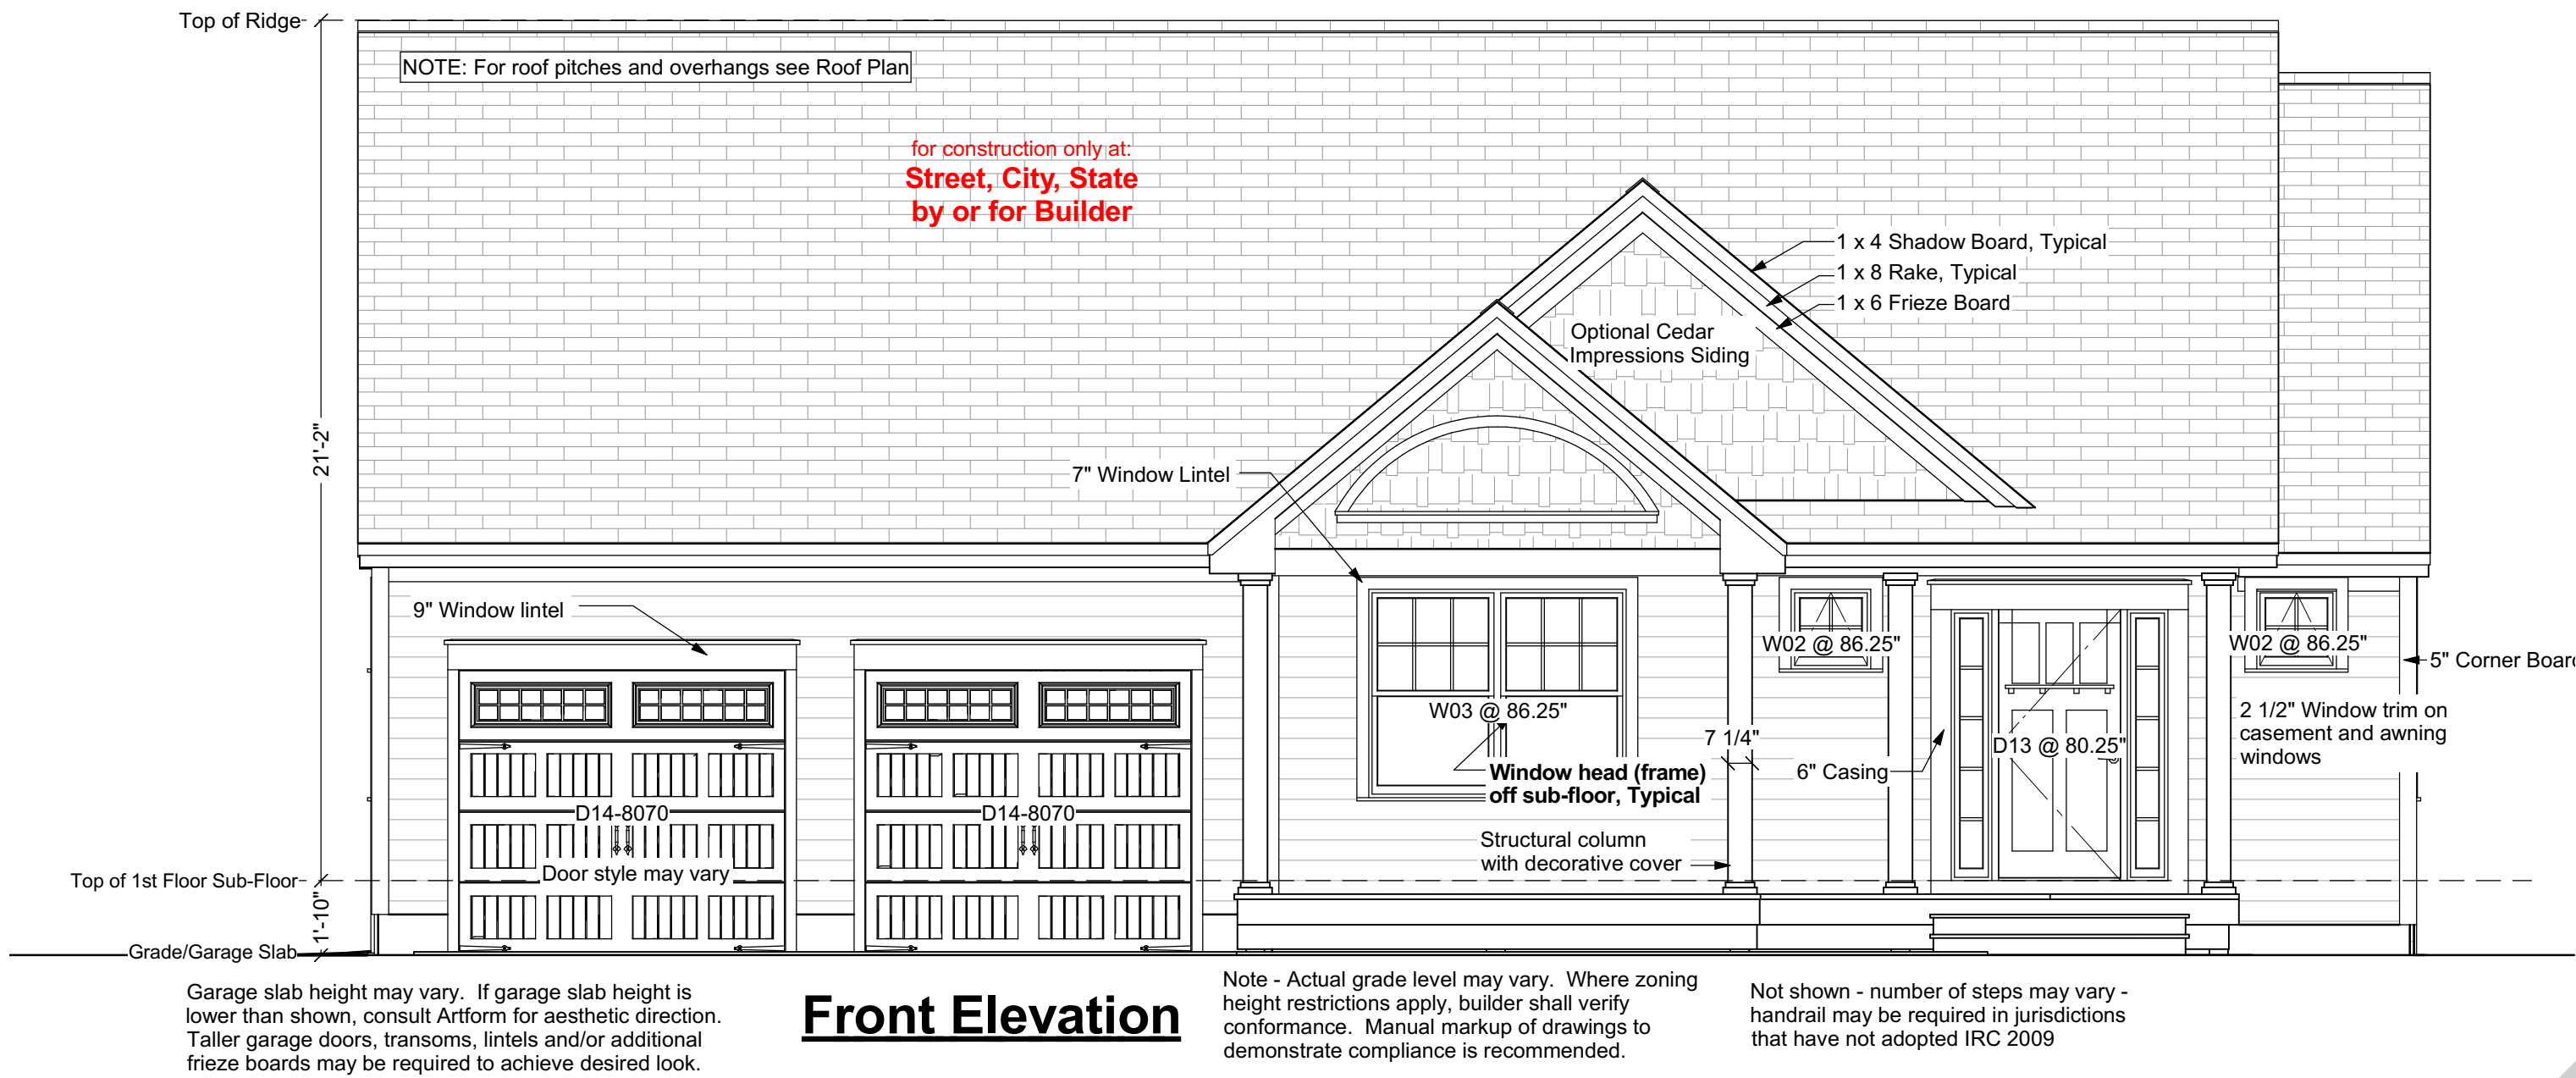 Top of Ridge
NOTE: For roof pitches and overhangs see Roof Plan
for construction only at:
Street, City, State
by or for Builder
1 x 4 Shadow Board, Typical
1 x 8 Rake, Typical
1 x 6 Frieze Board
Optional Cedar
Impressions Siding
21'-2"
7" Window Lintel
9" Window lintel
W02 @ 86.25"
W02 @ 86.25"
5" Corner Board
W03 @ 86.25"
2 1/2" Window trim on
casement and awning
windows
7 1/4"
D13 @ 80.25"
Window head (frame)
off sub-floor, Typical
6" Casing
D14-8070
D14-8070
Structural column
with decorative cover
Door style may vary
Top of 1st Floor Sub-Floor
1'-10"
Grade/Garage Slab
Garage slab height may vary.  If garage slab height is
lower than shown, consult Artform for aesthetic direction.
Taller garage doors, transoms, lintels and/or additional
frieze boards may be required to achieve desired look.
Front Elevation
Note - Actual grade level may vary.  Where zoning
height restrictions apply, builder shall verify
conformance.  Manual markup of drawings to
demonstrate compliance is recommended.
Not shown - number of steps may vary -
handrail may be required in jurisdictions
that have not adopted IRC 2009